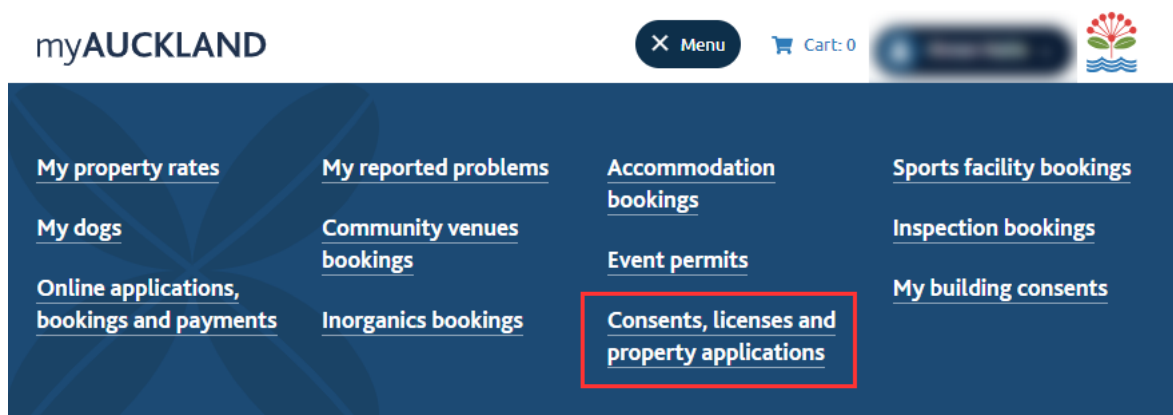 myAUCKLAND
Menu
Cart: 0
My property rates
My dogs
Online applications,
bookings and payments
My reported problems
Community venues
bookings
Inorganics bookings
Accommodation
bookings
Event permits
Consents, licenses and
property applications
Sports facility bookings
Inspection bookings
My building consents